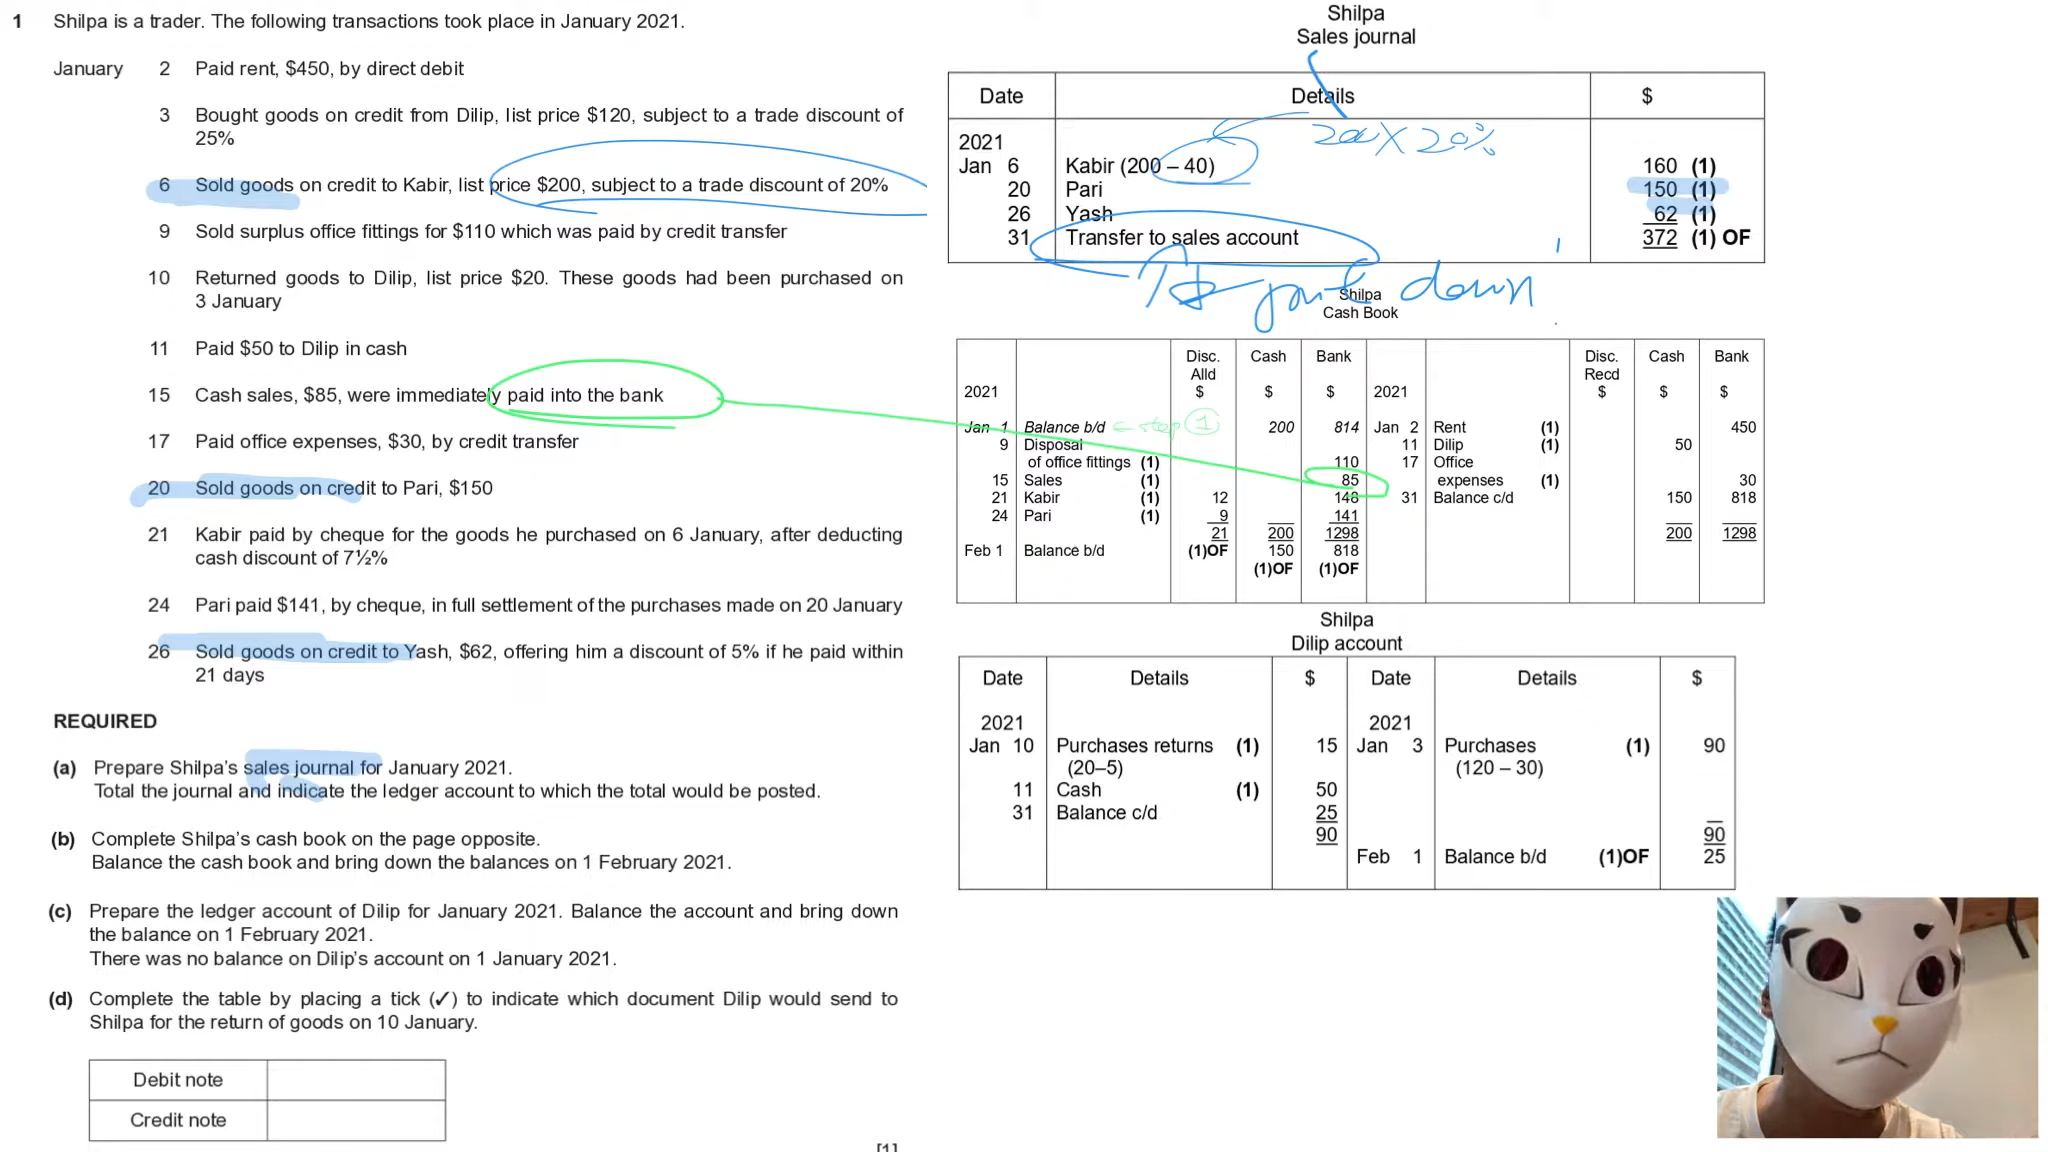 1 Shilpa is a trader. The following transactions took place in January 2021.
January 2 Paid rent, $450, by direct debit
3 Bought goods on credit from Dilip, list price $120, subject to a trade discount of
25%
6 Sold goods on credit to Kabir, list price $200, subject to a trade discount of 20%
9 Sold surplus office fittings for $110 which was paid by credit transfer
10 Returned goods to Dilip, list price $20. These goods had been purchased on
3 January
11 Paid $50 to Dilip in cash
15 Cash sales, $85, were immediately paid into the bank
17 Paid office expenses, $30, by credit transfer
20 Sold goods on credit to Pari, $150
21 Kabir paid by cheque for the goods he purchased on 6 January, after deducting
cash discount of 7½%
24 Pari paid $141, by cheque, in full settlement of the purchases made on 20 January
26 Sold goods on credit to Yash, $62, offering him a discount of 5% if he paid within
21 days
REQUIRED
(a) Prepare Shilpa's sales journal for January 2021.
Total the journal and indicate the ledger account to which the total would be posted.
(b) Complete Shilpa's cash book on the page opposite.
Balance the cash book and bring down the balances on 1 February 2021.
(c) Prepare the ledger account of Dilip for January 2021. Balance the account and bring down
the balance on 1 February 2021.
There was no balance on Dilip's account on 1 January 2021.
(d) Complete the table by placing a tick (✓) to indicate which document Dilip would send to
Shilpa for the return of goods on 10 January.
Debit note
Credit note
[1]
Shilpa
Sales journal
Date Details $
200 X 20%
2021
Jan 6 Kabir (200 – 40) 160 (1)
20 Pari 150 (1)
26 Yash 62 (1)
31 Transfer to sales account 372 (1) OF
down
Shilpa
Cash Book
Disc. Cash Bank Disc. Cash Bank
Alld Recd
2021 $ $ $ 2021 $ $ $
Jan 1 Balance b/d ← step 1 200 814 Jan 2 Rent (1) 450
9 Disposal 11 Dilip (1) 50
of office fittings (1) 110 17 Office
15 Sales (1) 85 expenses (1) 30
21 Kabir (1) 12 148 31 Balance c/d 150 818
24 Pari (1) 9 141
21 200 1298 200 1298
Feb 1 Balance b/d (1)OF 150 818
(1)OF (1)OF
Shilpa
Dilip account
Date Details $ Date Details $
2021 2021
Jan 10 Purchases returns (1) 15 Jan 3 Purchases (1) 90
(20–5) (120 – 30)
11 Cash (1) 50
31 Balance c/d 25
90 90
Feb 1 Balance b/d (1)OF 25